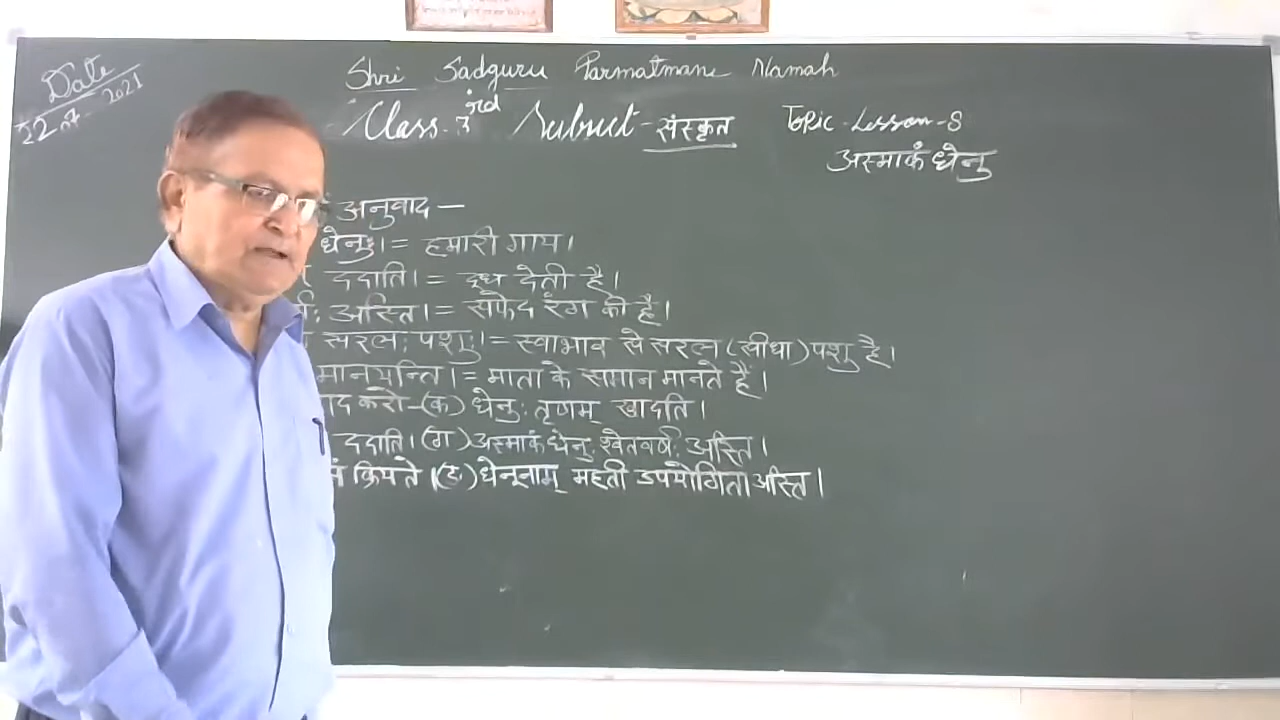 Date
22.07.2021
Shri Sadguru Parmatmane Namah
Class-3rd Subject-संस्कृत Topic-Lesson-8
अस्माकं धेनु
अनुवाद –
धेनुः। = हमारी गाय।
ददाति। = दूध देती है।
अस्ति। = सफेद रंग की है।
सरलः पशुः। = स्वाभाव से सरल (सीधा) पशु है।
मानयन्ति। = माता के समान मानते हैं।
करो-(क) धेनुः तृणम् खादति।
ददाति। (ग) अस्माकं धेनुः श्वेतवर्षः अस्ति।
क्रियते। (ङ.) धेनूनाम् महती उपयोगिता अस्ति।